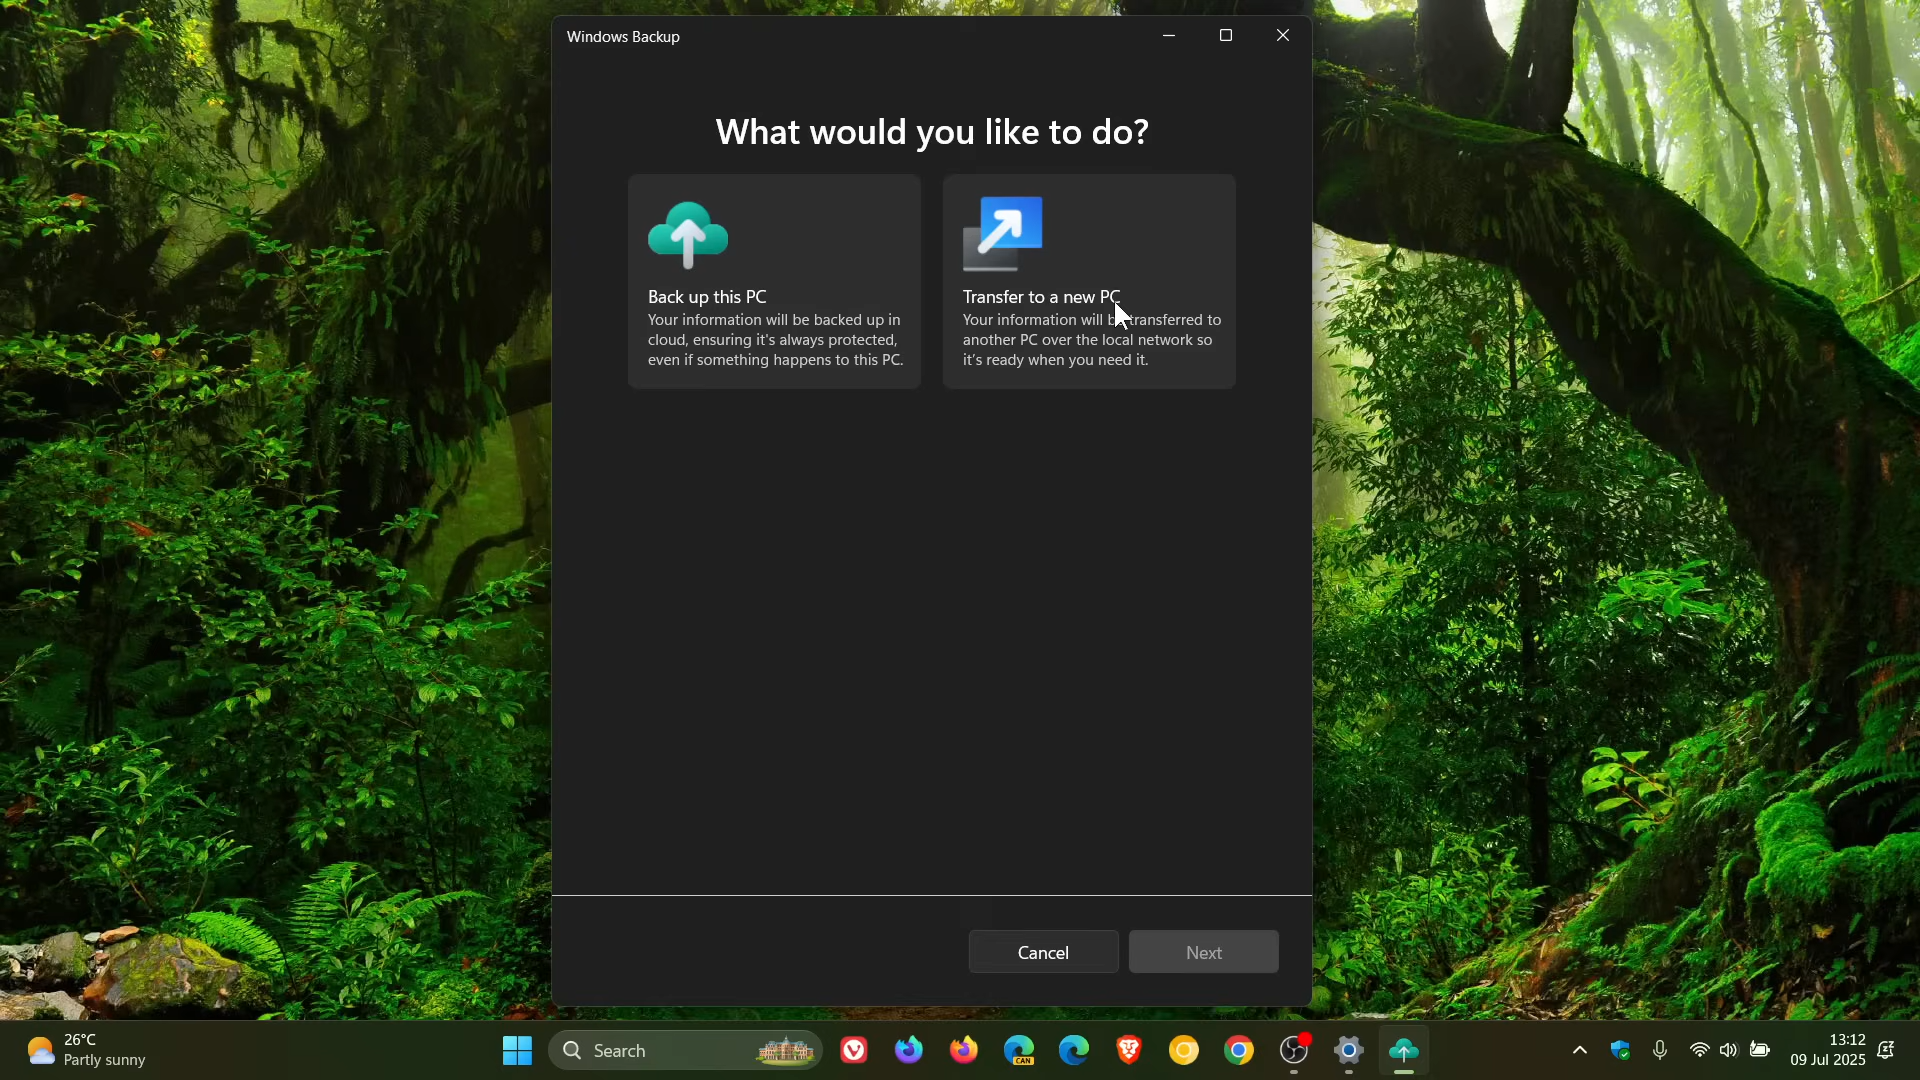 Windows Backup
What would you like to do?
Back up this PC
Your information will be backed up in
cloud, ensuring it's always protected,
even if something happens to this PC.
Transfer to a new PC
Your information will be transferred to
another PC over the local network so
it's ready when you need it.
Cancel
Next
26°C
Partly sunny
Search
CAN
13:12
09 Jul 2025